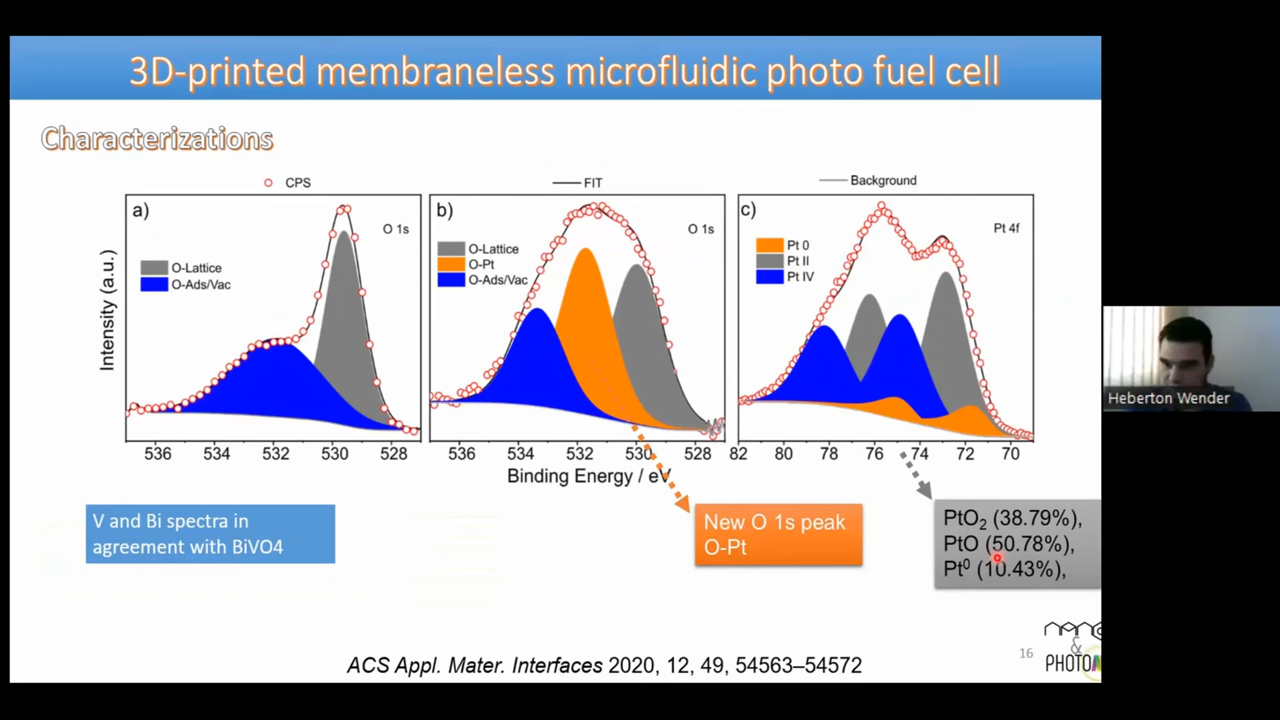 3D-printed membraneless microfluidic photo fuel cell
Characterizations
CPS
FIT
Background
a)
O 1s
O-Lattice
O-Ads/Vac
b)
O 1s
O-Lattice
O-Pt
O-Ads/Vac
c)
Pt 4f
Pt 0
Pt II
Pt IV
Intensity (a.u.)
536 534 532 530 528
536 534 532 530 528
82 80 78 76 74 72 70
Binding Energy / eV
V and Bi spectra in
agreement with BiVO4
New O 1s peak
O-Pt
PtO₂ (38.79%),
PtO (50.78%),
Pt⁰ (10.43%),
Heberton Wender
ACS Appl. Mater. Interfaces 2020, 12, 49, 54563–54572
16
&